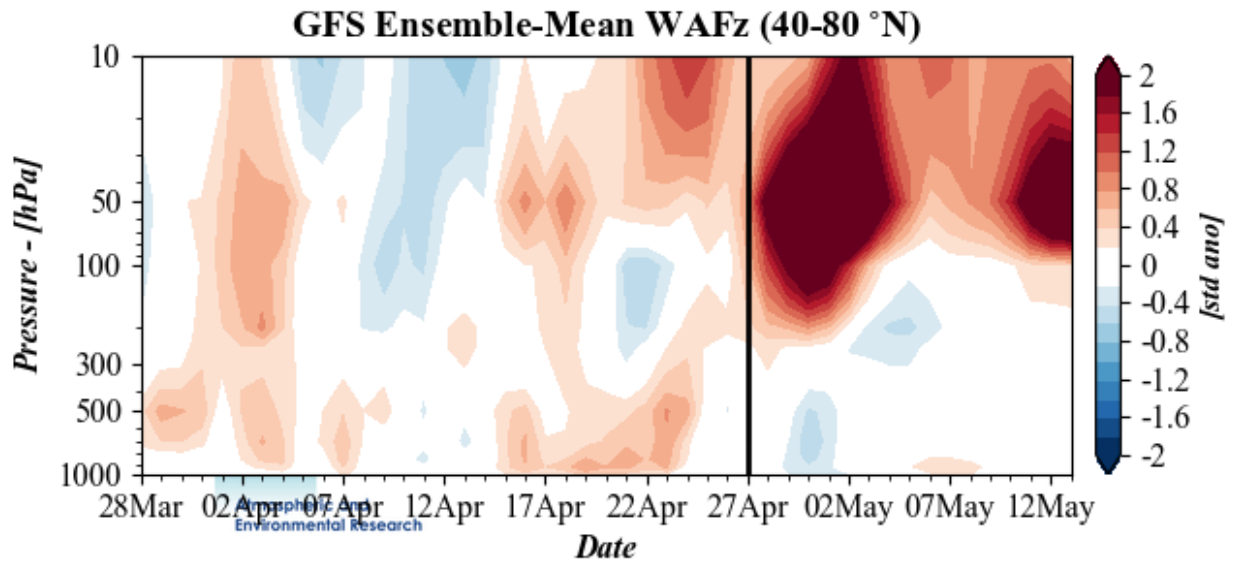 GFS Ensemble-Mean WAFz (40-80 °N)
10
50
100
300
500
1000
Pressure - [hPa]
28Mar 02Apr 07Apr 12Apr 17Apr 22Apr 27Apr 02May 07May 12May
Atmospheric and
Environmental Research
Date
2
1.6
1.2
0.8
0.4
0
-0.4
-0.8
-1.2
-1.6
-2
[std ano]